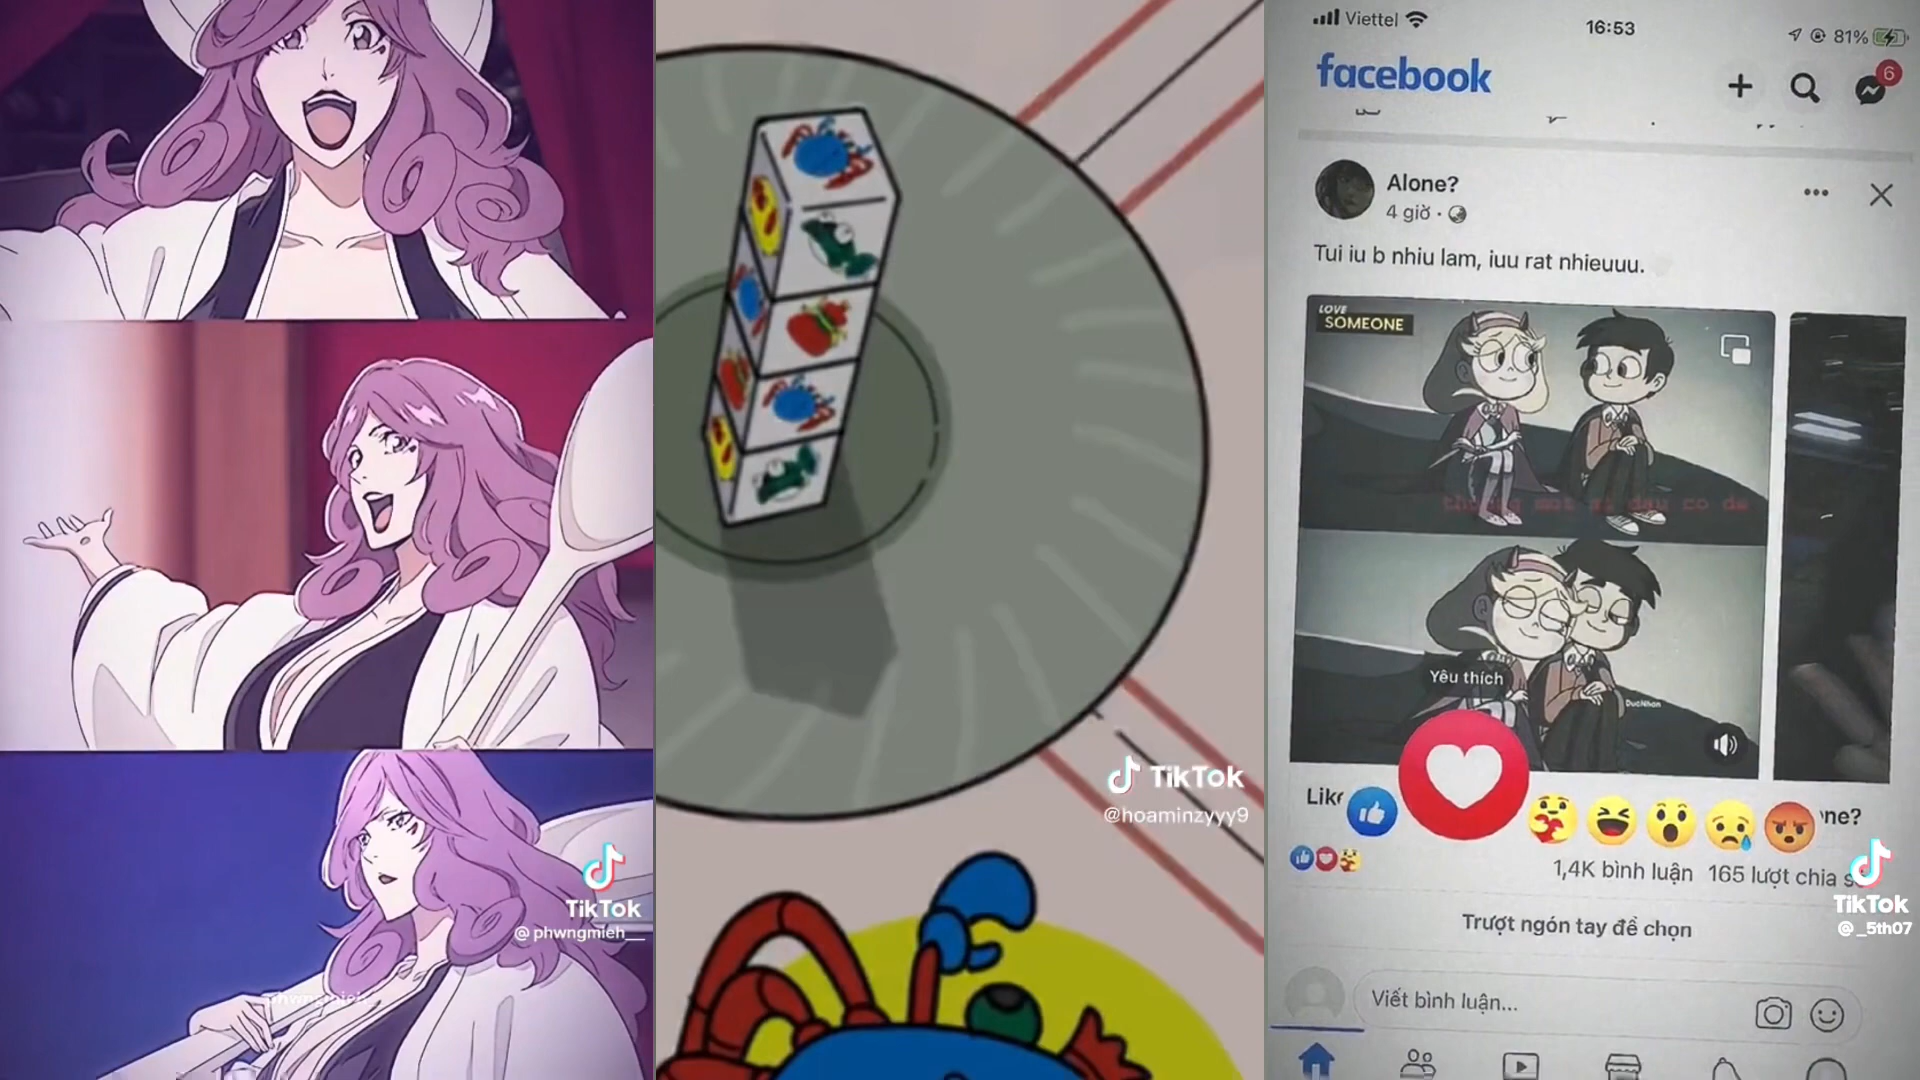 TikTok
@phwngmieh__
TikTok
@hoaminzyyy9
Viettel
16:53
81%
facebook
6
Alone?
4 giờ ·
Tui iu b nhiu lam, iuu rat nhieuuu.
LOVE
SOMEONE
Yêu thích
DucNhan
ne?
1,4K bình luận 165 lượt chia s
Trượt ngón tay để chọn
Viết bình luận...
TikTok
@_5th07